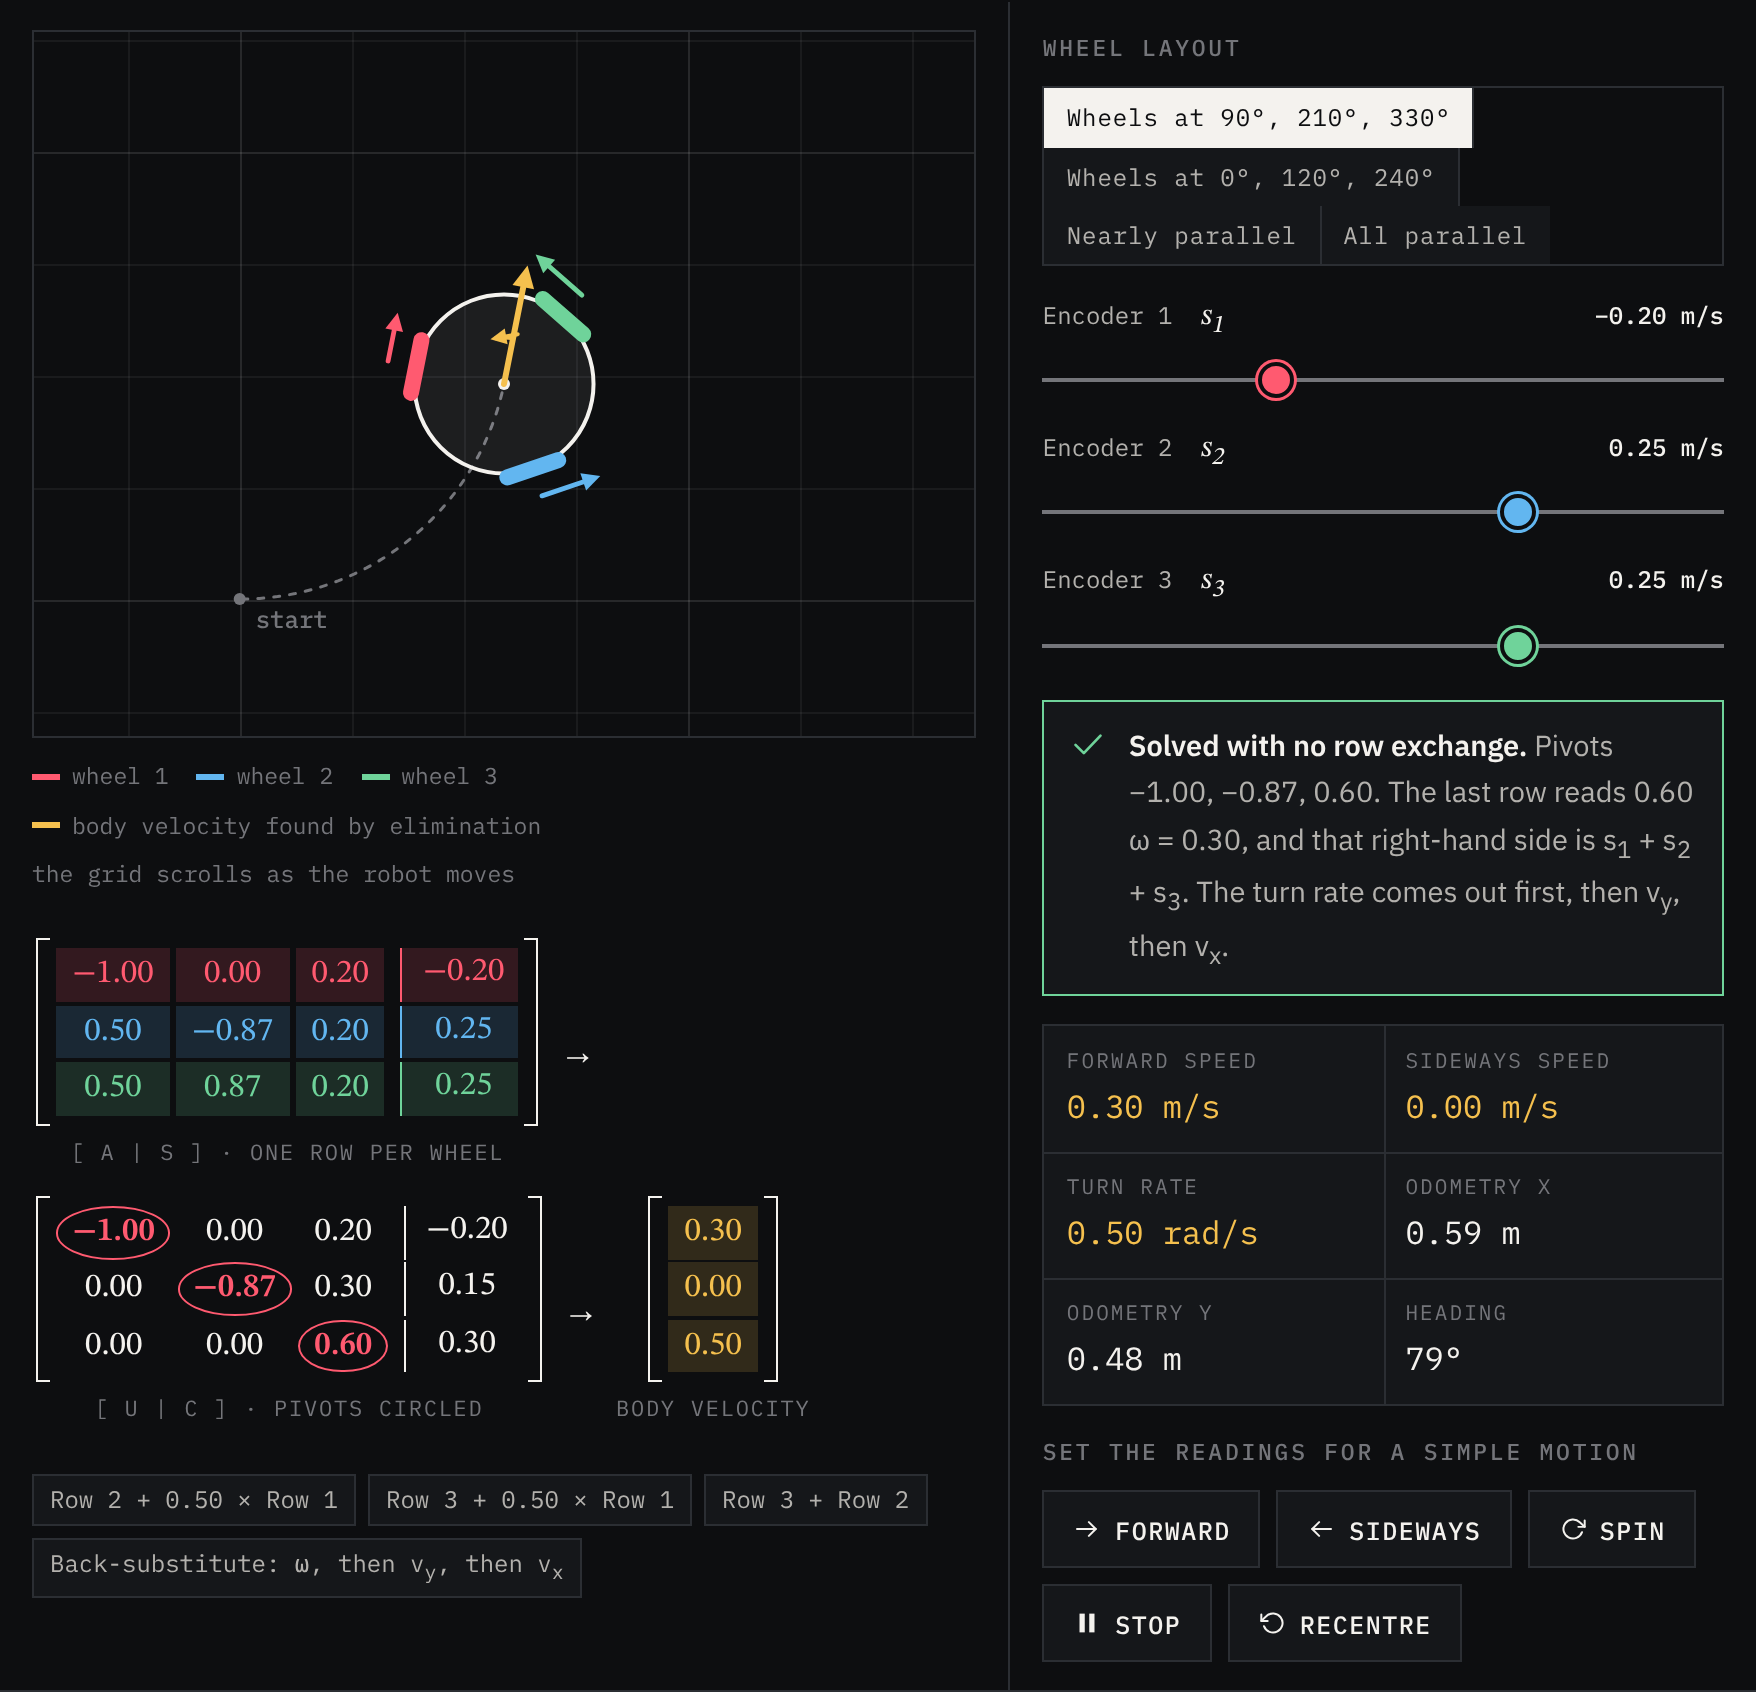 start
wheel 1 wheel 2 wheel 3
body velocity found by elimination
the grid scrolls as the robot moves
−1.00 0.00 0.20 −0.20
0.50 −0.87 0.20 0.25
0.50 0.87 0.20 0.25
→
[ A | S ] · ONE ROW PER WHEEL
−1.00 0.00 0.20 −0.20
0.00 −0.87 0.30 0.15
0.00 0.00 0.60 0.30
→
[ U | C ] · PIVOTS CIRCLED
0.30
0.00
0.50
BODY VELOCITY
Row 2 + 0.50 × Row 1 Row 3 + 0.50 × Row 1 Row 3 + Row 2
Back-substitute: ω, then vy, then vx
WHEEL LAYOUT
Wheels at 90°, 210°, 330°
Wheels at 0°, 120°, 240°
Nearly parallel All parallel
Encoder 1 s1 −0.20 m/s
Encoder 2 s2 0.25 m/s
Encoder 3 s3 0.25 m/s
Solved with no row exchange. Pivots
−1.00, −0.87, 0.60. The last row reads 0.60
ω = 0.30, and that right-hand side is s1 + s2
+ s3. The turn rate comes out first, then vy,
then vx.
FORWARD SPEED SIDEWAYS SPEED
0.30 m/s 0.00 m/s
TURN RATE ODOMETRY X
0.50 rad/s 0.59 m
ODOMETRY Y HEADING
0.48 m 79°
SET THE READINGS FOR A SIMPLE MOTION
→ FORWARD ← SIDEWAYS SPIN
STOP RECENTRE